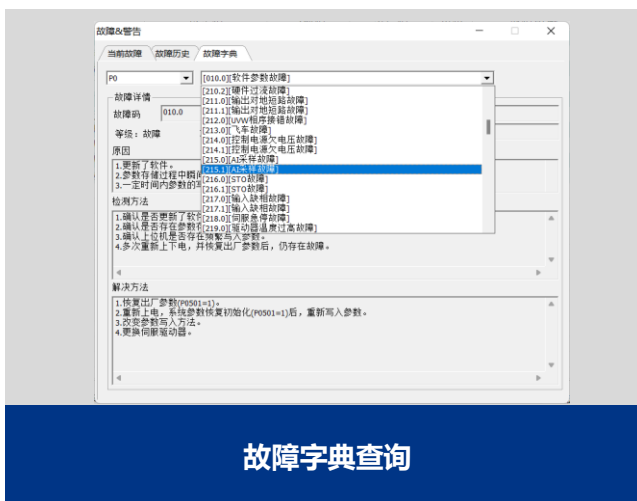 故障&警告
当前故障 故障历史 故障字典
P0 [010.0][软件参数故障]
[210.2][硬件过流故障]
[211.0][输出对地短路故障]
[211.1][输出对地短路故障]
[212.0][UVW相序接错故障]
[213.0][飞车故障]
[214.0][控制电源欠电压故障]
[214.1][控制电源欠电压故障]
[215.0][AI采样故障]
[215.1][AI采样故障]
[216.0][STO故障]
[216.1][STO故障]
[217.0][输入缺相故障]
[217.1][输入缺相故障]
[218.0][伺服急停故障]
[219.0][驱动器温度过高故障]
故障详情
故障码 010.0
等级：故障
原因
1.更新了软件。
2.参数存储过程中瞬
3.一定时间内参数的
检测方法
1.确认是否更新了软
2.确认是否存在参数
3.确认上位机是否存在频繁写入参数。
4.多次重新上下电，并恢复出厂参数后，仍存在故障。
解决方法
1.恢复出厂参数(P0501=1)。
2.重新上电，系统参数恢复初始化(P0501=1)后，重新写入参数。
3.改变参数写入方法。
4.更换伺服驱动器。
故障字典查询